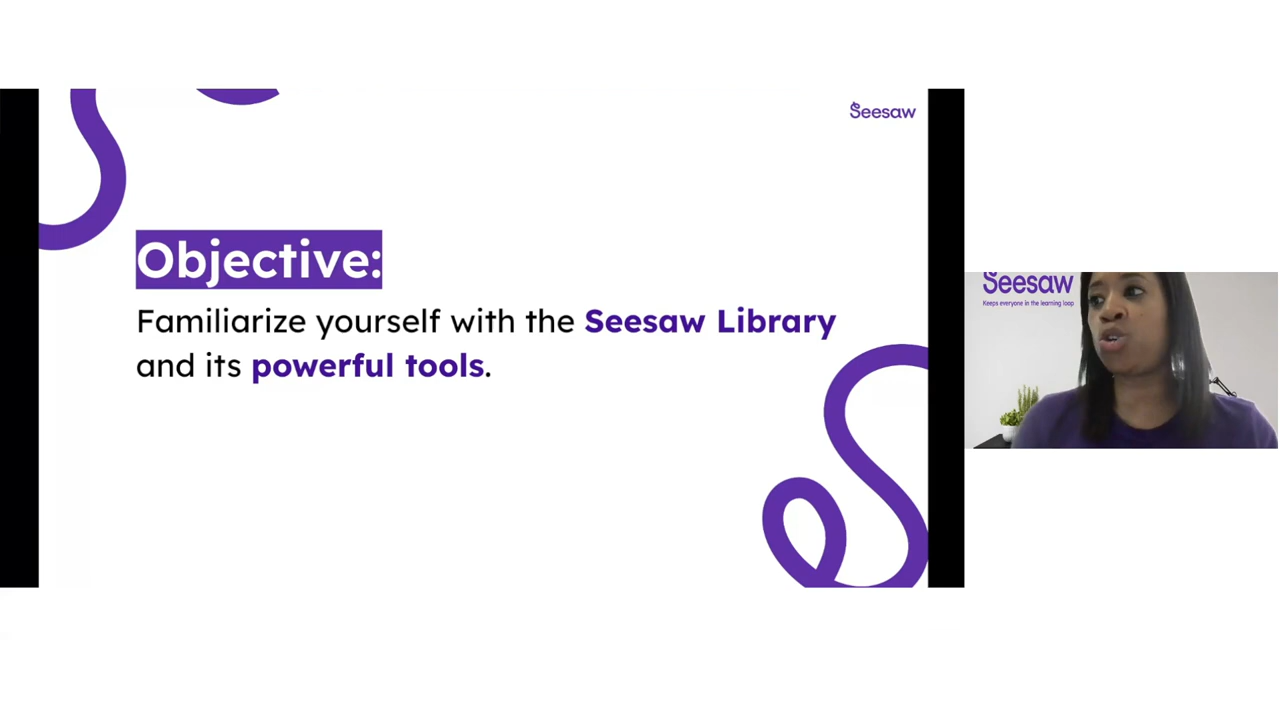 Seesaw
Objective:
Familiarize yourself with the Seesaw Library
and its powerful tools.
Seesaw
Keeps everyone in the learning loop